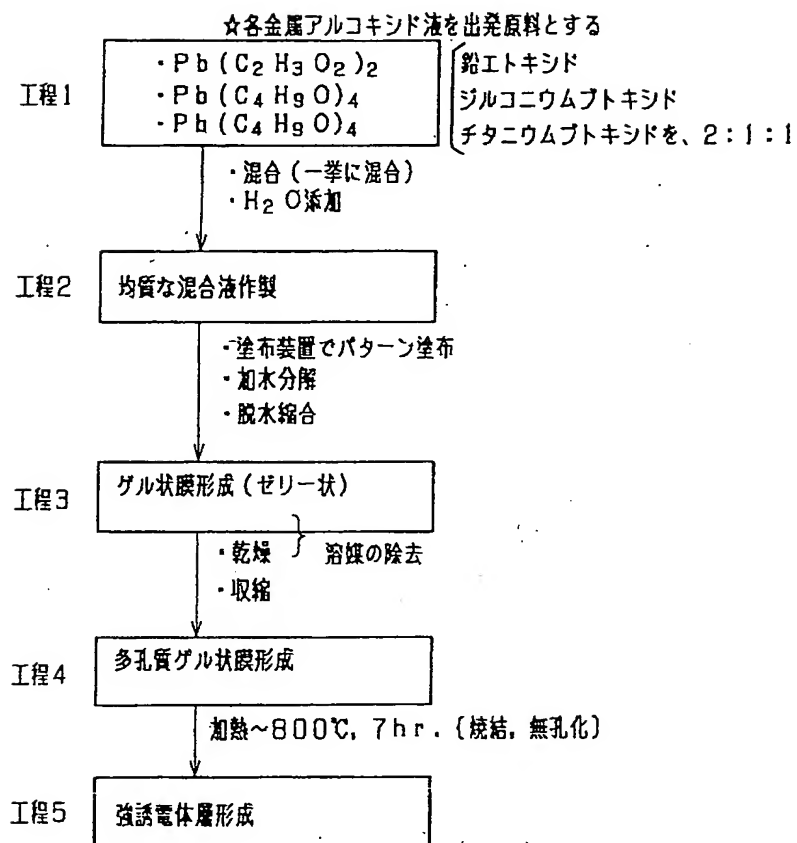 ☆各金属アルコキシド液を出発原料とする
工程1
・Pb(C2H3O2)2
・Pb(C4H9O)4
・Pb(C4H9O)4
鉛エトキシド
ジルコニウムブトキシド
チタニウムブトキシドを、2:1:1
・混合(一挙に混合)
・H2O添加
工程2
均質な混合液作製
・塗布装置でパターン塗布
・加水分解
・脱水縮合
工程3
ゲル状膜形成(ゼリー状)
・乾燥
溶媒の除去
・収縮
工程4
多孔質ゲル状膜形成
加熱~800℃, 7hr. {焼結, 無孔化}
工程5
強誘電体層形成